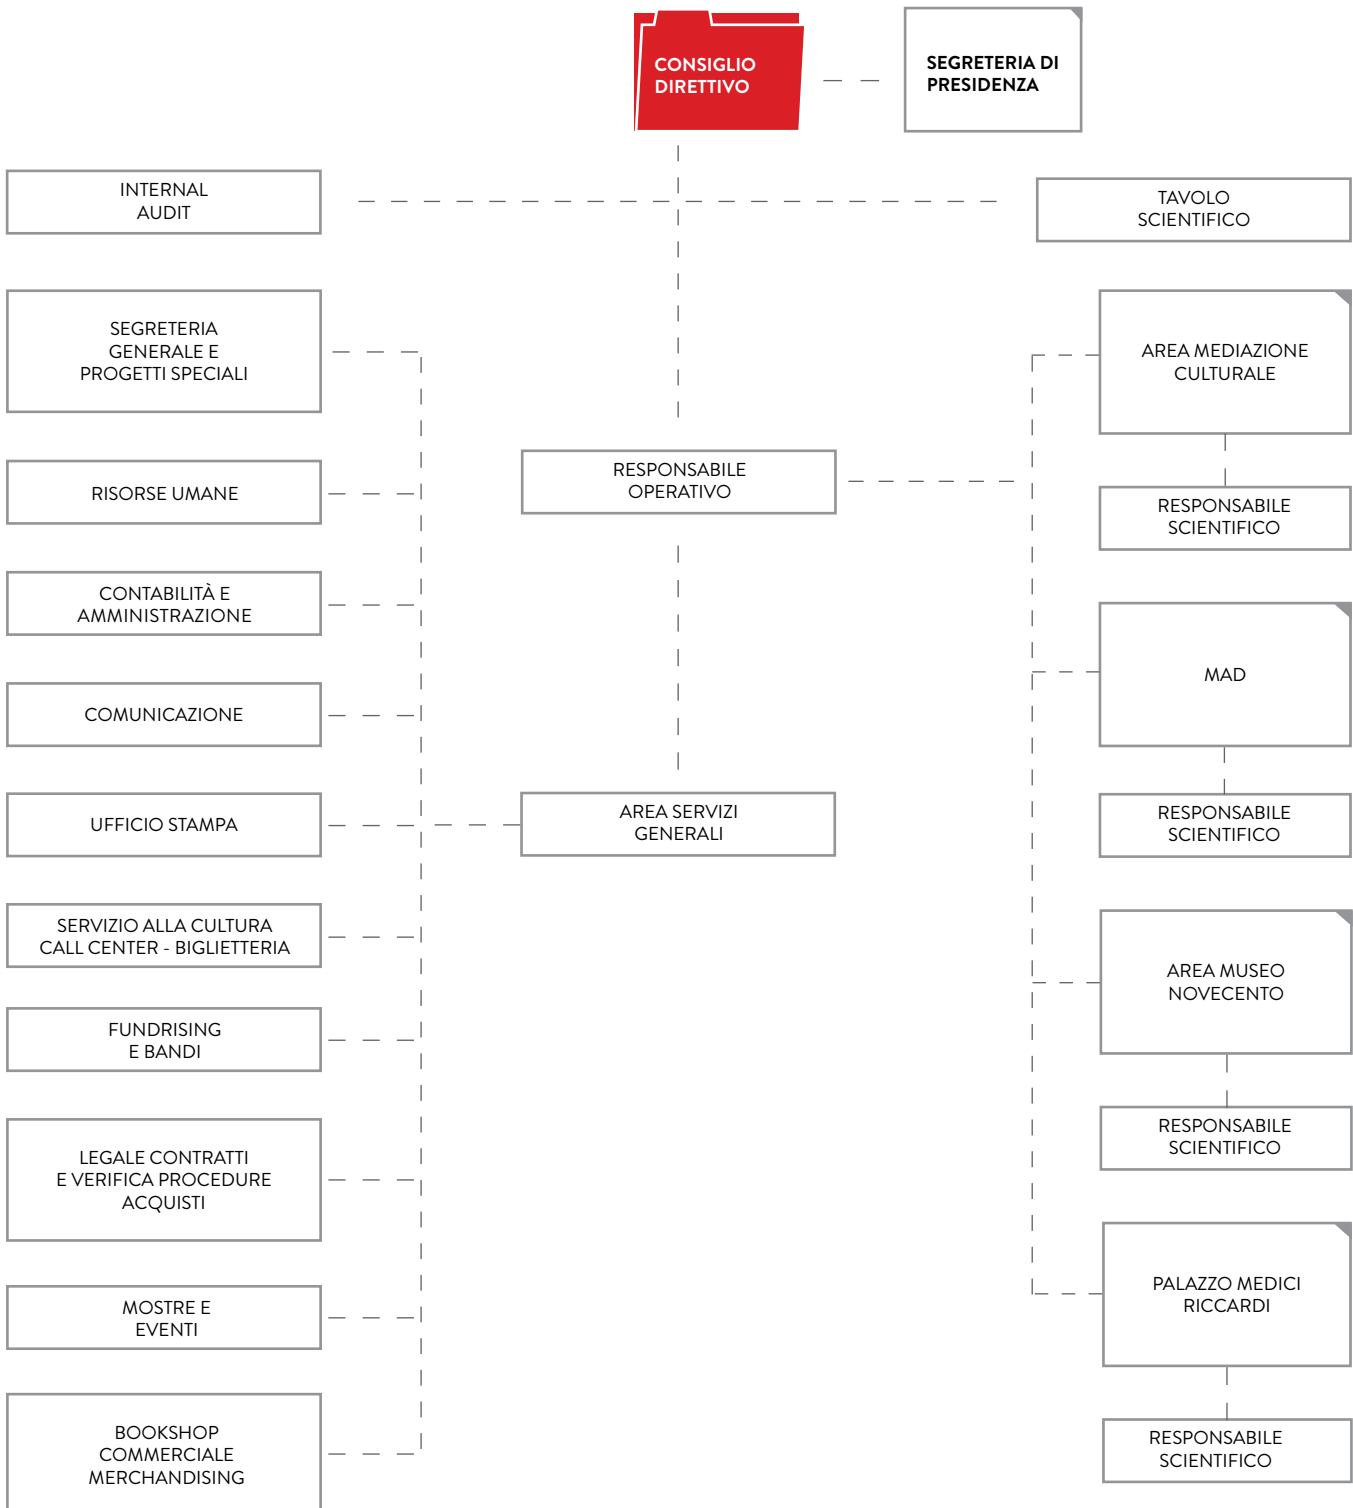 CONSIGLIO
DIRETTIVO
SEGRETERIA DI
PRESIDENZA
INTERNAL
AUDIT
TAVOLO
SCIENTIFICO
SEGRETERIA
GENERALE E
PROGETTI SPECIALI
RISORSE UMANE
CONTABILITÀ E
AMMINISTRAZIONE
COMUNICAZIONE
UFFICIO STAMPA
SERVIZIO ALLA CULTURA
CALL CENTER - BIGLIETTERIA
FUNDRISING
E BANDI
LEGALE CONTRATTI
E VERIFICA PROCEDURE
ACQUISTI
MOSTRE E
EVENTI
BOOKSHOP
COMMERCIALE
MERCHANDISING
RESPONSABILE
OPERATIVO
AREA SERVIZI
GENERALI
AREA MEDIAZIONE
CULTURALE
RESPONSABILE
SCIENTIFICO
MAD
RESPONSABILE
SCIENTIFICO
AREA MUSEO
NOVECENTO
RESPONSABILE
SCIENTIFICO
PALAZZO MEDICI
RICCARDI
RESPONSABILE
SCIENTIFICO